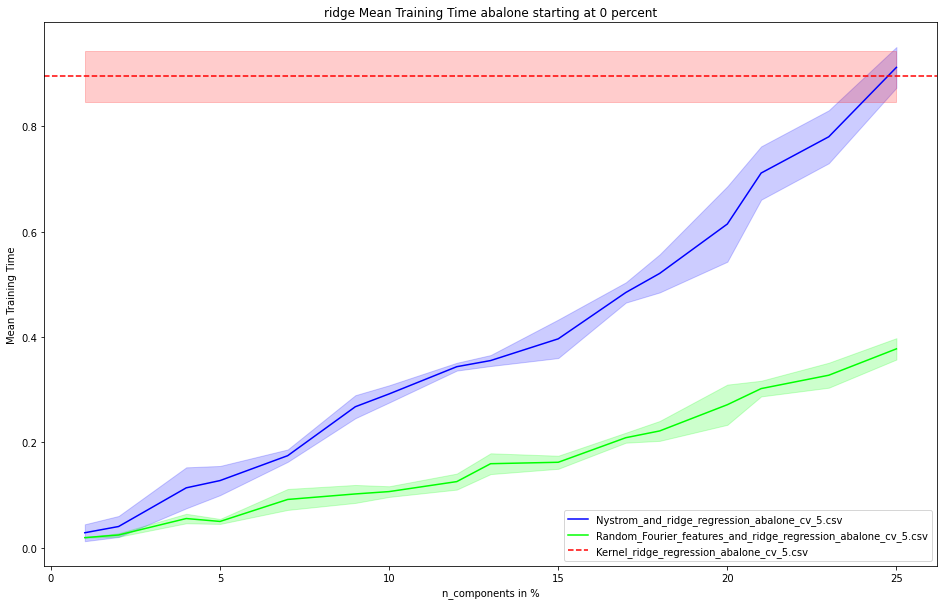 ridge Mean Training Time abalone starting at 0 percent
Mean Training Time
0.8
0.6
0.4
0.2
0.0
0
5
10
15
20
25
n_components in %
Nystrom_and_ridge_regression_abalone_cv_5.csv
Random_Fourier_features_and_ridge_regression_abalone_cv_5.csv
Kernel_ridge_regression_abalone_cv_5.csv